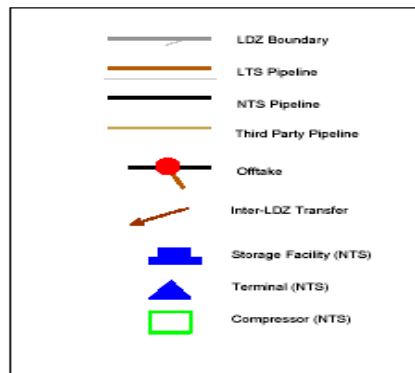 LDZ Boundary
LTS Pipeline
NTS Pipeline
Third Party Pipeline
Offtake
Inter-LDZ Transfer
Storage Facility (NTS)
Terminal (NTS)
Compressor (NTS)